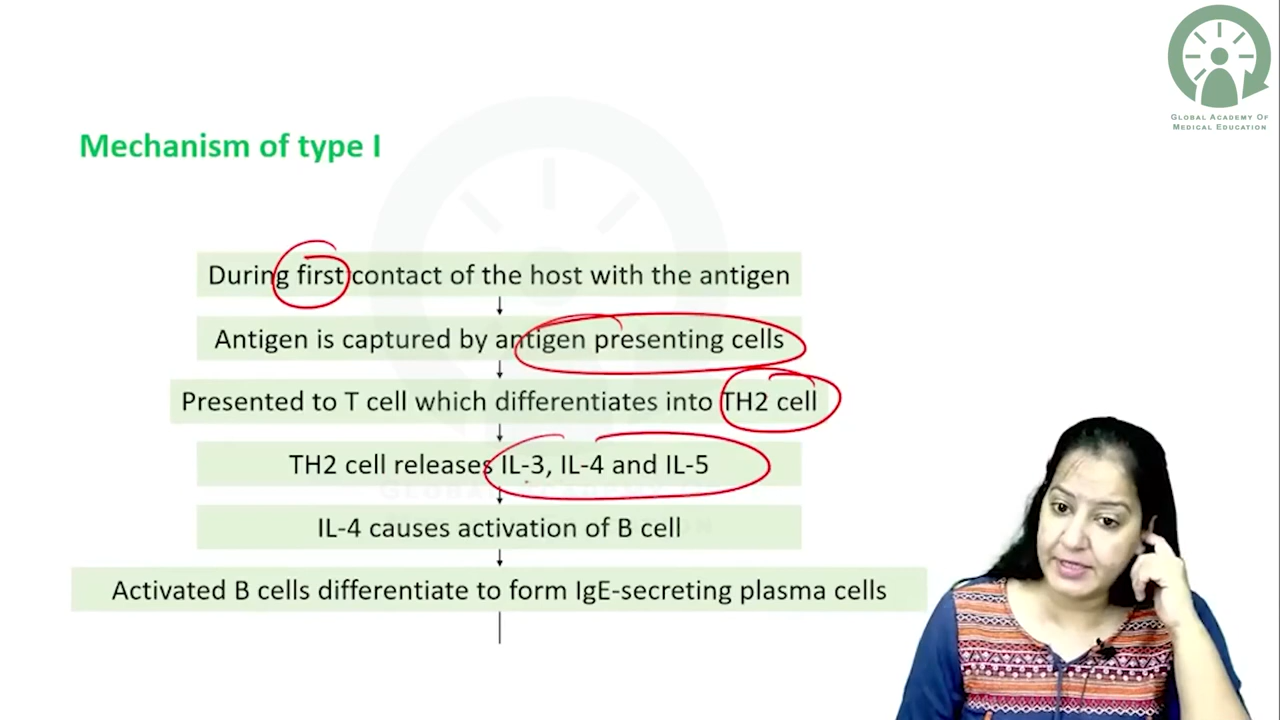 GLOBAL ACADEMY OF
MEDICAL EDUCATION
Mechanism of type I
During first contact of the host with the antigen
Antigen is captured by antigen presenting cells
Presented to T cell which differentiates into TH2 cell
TH2 cell releases IL-3, IL-4 and IL-5
IL-4 causes activation of B cell
Activated B cells differentiate to form IgE-secreting plasma cells